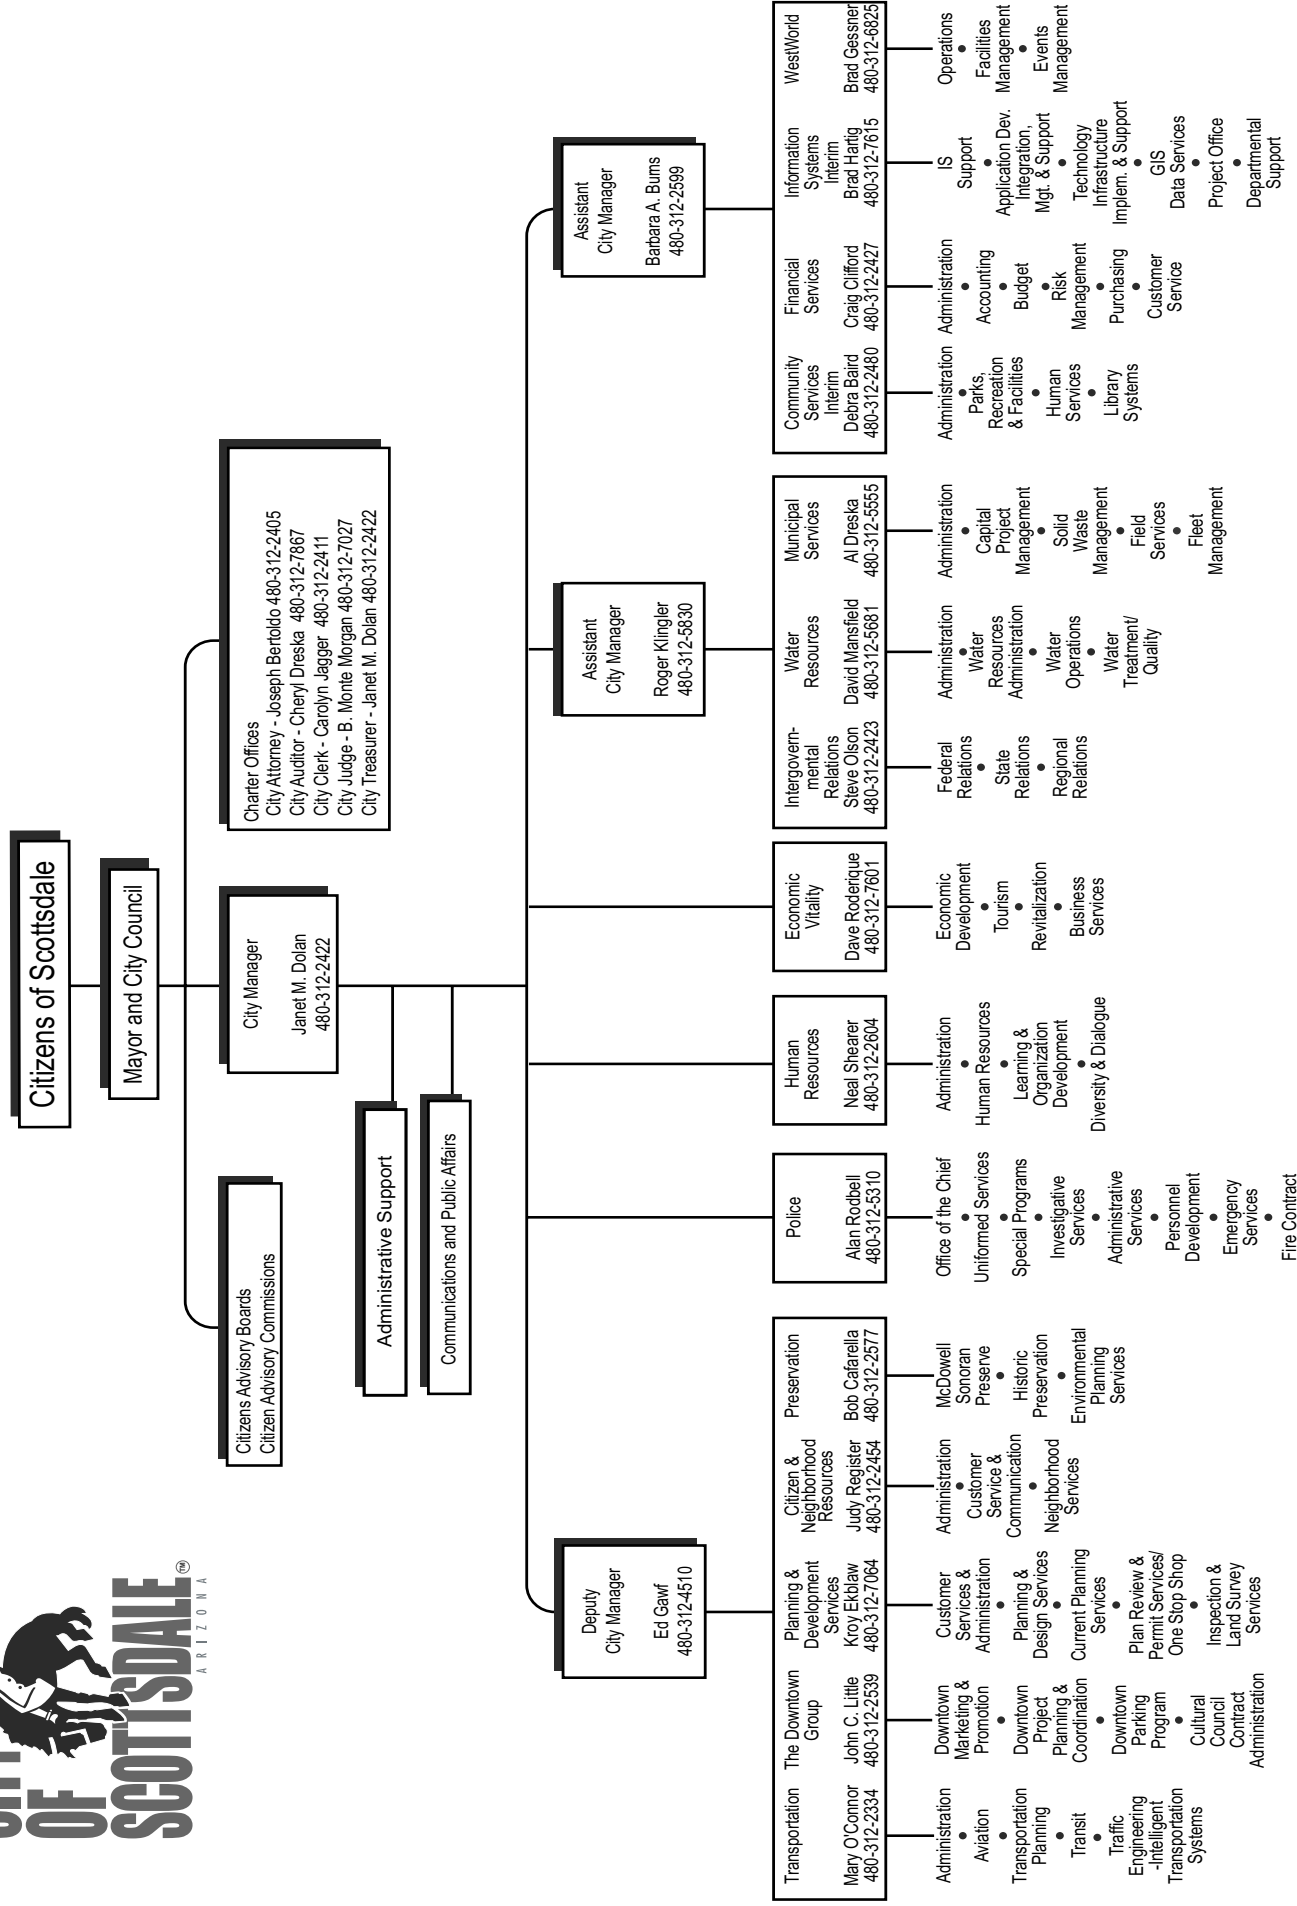 CITY
OF
SCOTTSDALE™
ARIZONA
Citizens of Scottsdale
Mayor and City Council
Citizens Advisory Boards
Citizen Advisory Commissions
City Manager
Janet M. Dolan
480-312-2422
Charter Offices
City Attorney - Joseph Bertoldo 480-312-2405
City Auditor - Cheryl Dreska 480-312-7867
City Clerk - Carolyn Jagger 480-312-2411
City Judge - B. Monte Morgan 480-312-7027
City Treasurer - Janet M. Dolan 480-312-2422
Administrative Support
Communications and Public Affairs
Deputy
City Manager
Ed Gawf
480-312-4510
Assistant
City Manager
Roger Klingler
480-312-5830
Assistant
City Manager
Barbara A. Burns
480-312-2599
Transportation
Mary O'Connor
480-312-2334
Administration
•
Aviation
•
Transportation
Planning
•
Transit
•
Traffic
Engineering
-Intelligent
Transportation
Systems
The Downtown
Group
John C. Little
480-312-2539
Downtown
Marketing &
Promotion
•
Downtown
Project
Planning &
Coordination
•
Downtown
Parking
Program
•
Cultural
Council
Contract
Administration
Planning &
Development
Services
Kroy Ekblaw
480-312-7064
Customer
Services &
Administration
•
Planning &
Design Services
•
Current Planning
Services
•
Plan Review &
Permit Services/
One Stop Shop
•
Inspection &
Land Survey
Services
Citizen &
Neighborhood
Resources
Judy Register
480-312-2454
Administration
•
Customer
Service &
Communication
•
Neighborhood
Services
Preservation
Bob Cafarella
480-312-2577
McDowell
Sonoran
Preserve
•
Historic
Preservation
•
Environmental
Planning
Services
Police
Alan Rodbell
480-312-5310
Office of the Chief
•
Uniformed Services
•
Special Programs
•
Investigative
Services
•
Administrative
Services
•
Personnel
Development
•
Emergency
Services
•
Fire Contract
Human
Resources
Neal Shearer
480-312-2604
Administration
•
Human Resources
•
Learning &
Organization
Development
•
Diversity & Dialogue
Economic
Vitality
Dave Roderique
480-312-7601
Economic
Development
•
Tourism
•
Revitalization
•
Business
Services
Intergovern-
mental
Relations
Steve Olson
480-312-2423
Federal
Relations
•
State
Relations
•
Regional
Relations
Water
Resources
David Mansfield
480-312-5681
Administration
•
Water
Resources
Administration
•
Water
Operations
•
Water
Treatment/
Quality
Municipal
Services
Al Dreska
480-312-5555
Administration
•
Capital
Project
Management
•
Solid
Waste
Management
•
Field
Services
•
Fleet
Management
Community
Services
Interim
Debra Baird
480-312-2480
Administration
•
Parks,
Recreation
& Facilities
•
Human
Services
•
Library
Systems
Financial
Services
Craig Clifford
480-312-2427
Administration
•
Accounting
•
Budget
•
Risk
Management
•
Purchasing
•
Customer
Service
Information
Systems
Interim
Brad Hartig
480-312-7615
IS
Support
•
Application Dev.
Integration,
Mgt. & Support
•
Technology
Infrastructure
Implem. & Support
•
GIS
Data Services
•
Project Office
•
Departmental
Support
WestWorld
Brad Gessner
480-312-6825
Operations
•
Facilities
Management
•
Events
Management